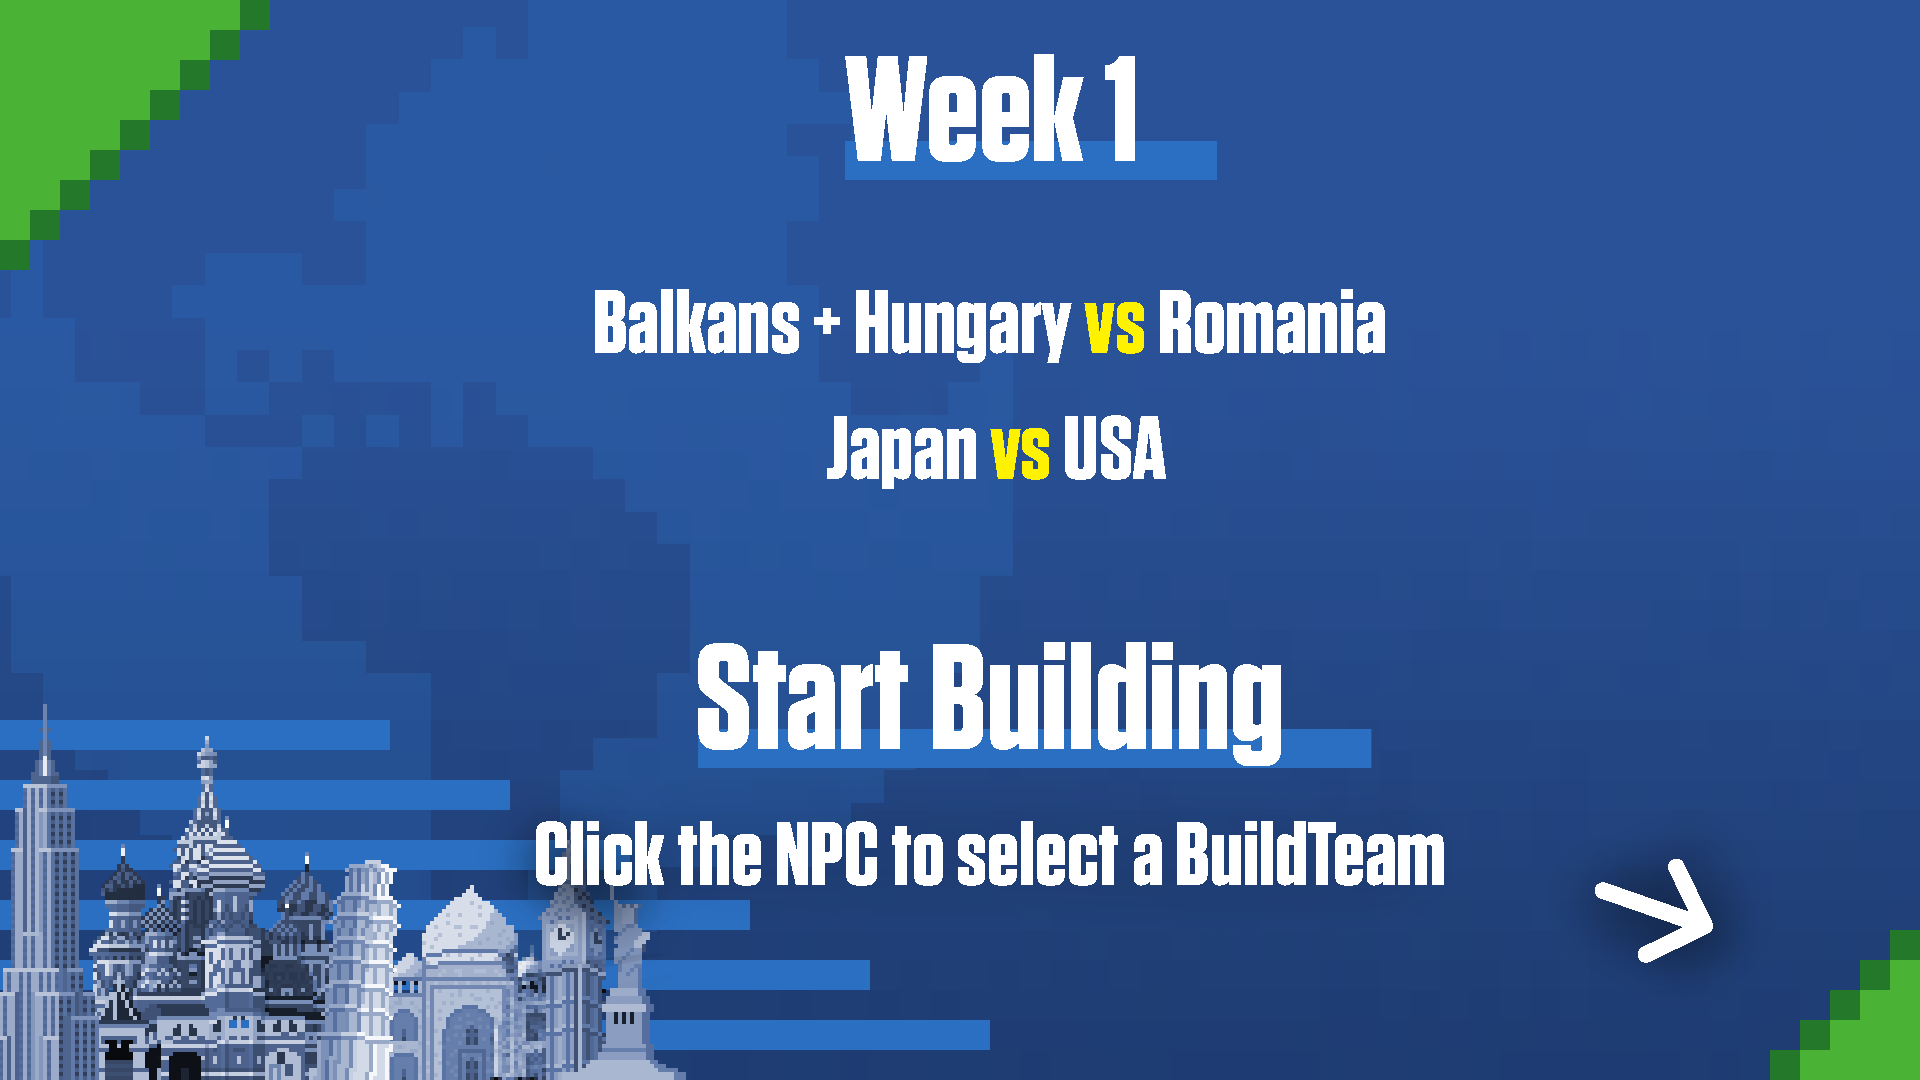 Week 1
Balkans + Hungary vs Romania
Japan vs USA
Start Building
Click the NPC to select a BuildTeam